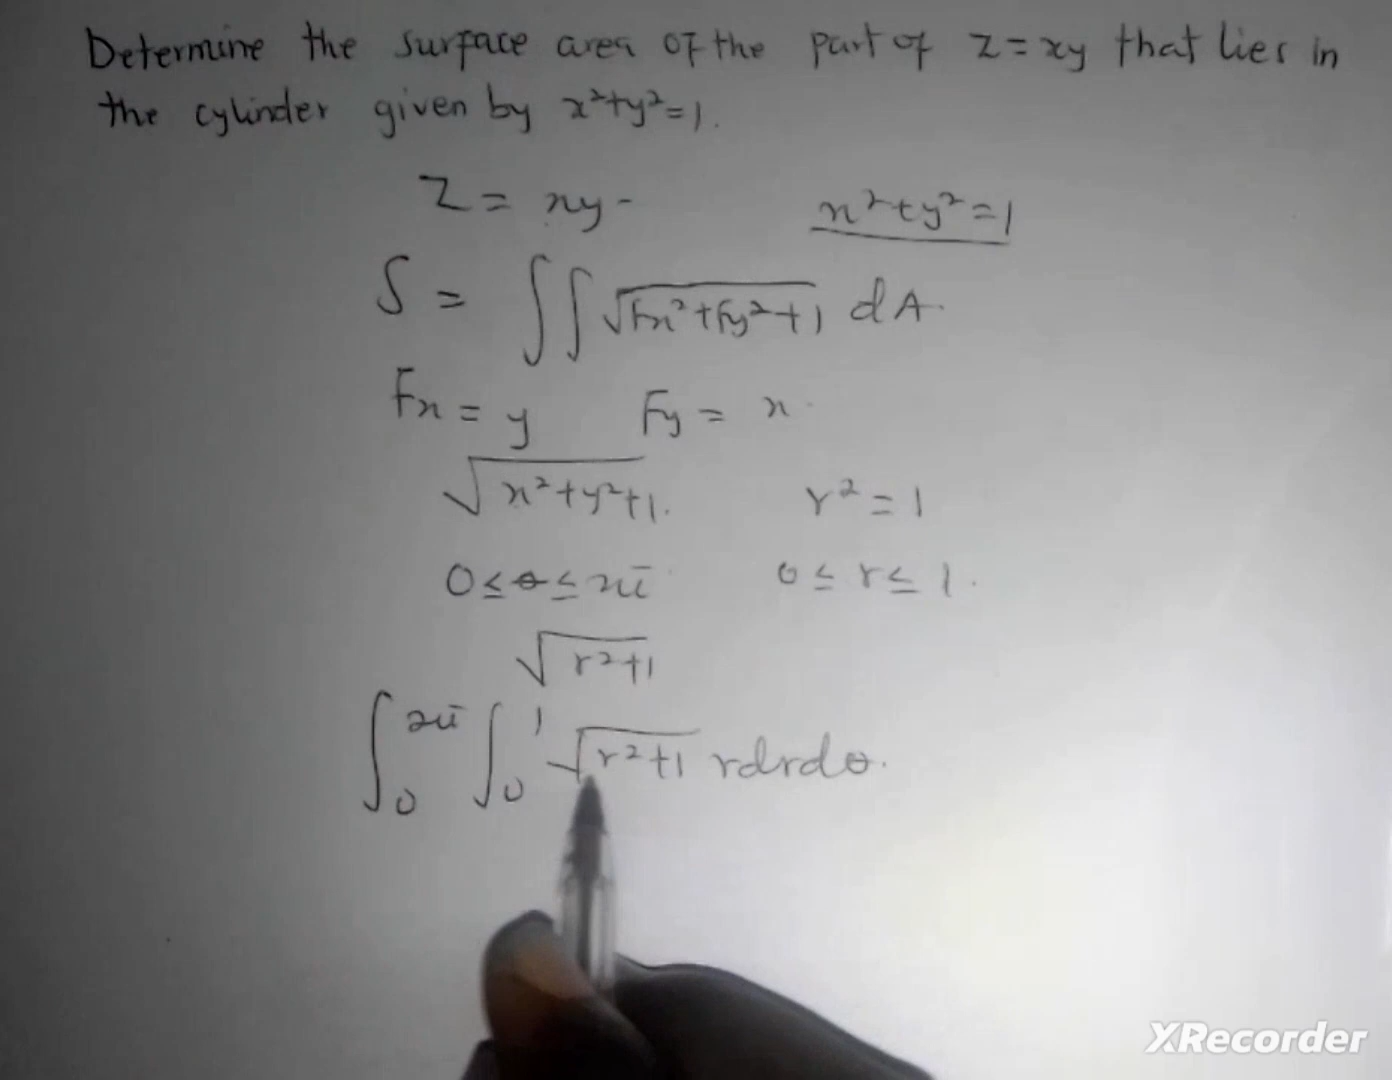 Determine the surface area of the part of z=xy that lies in
the cylinder given by x²+y²=1.
Z = xy-
x²+y²=1
S = ∫∫√Fx²+Fy²+1 dA.
Fx = y Fy = x.
√x²+y²+1. r²=1
0≤θ≤2π 0≤r≤1.
√r²+1
∫₀^2π ∫₀^1 √r²+1 rdrdθ.
XRecorder